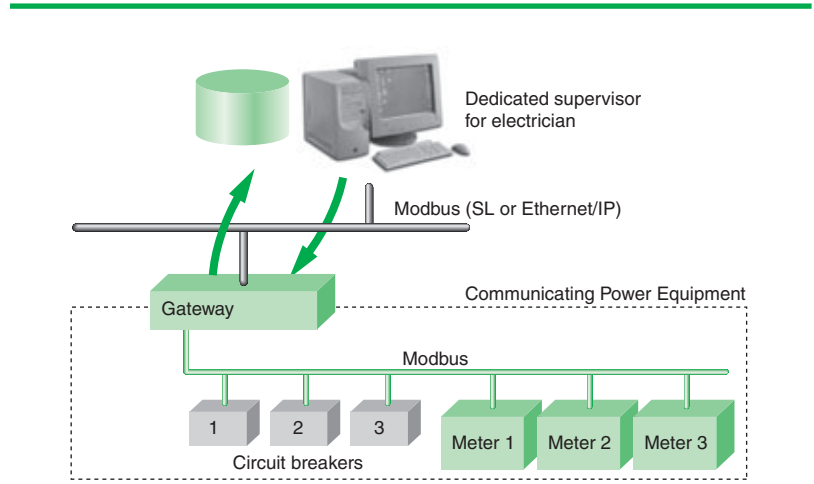 Dedicated supervisor
for electrician
Modbus (SL or Ethernet/IP)
Communicating Power Equipment
Gateway
Modbus
1 2 3
Meter 1 Meter 2 Meter 3
Circuit breakers